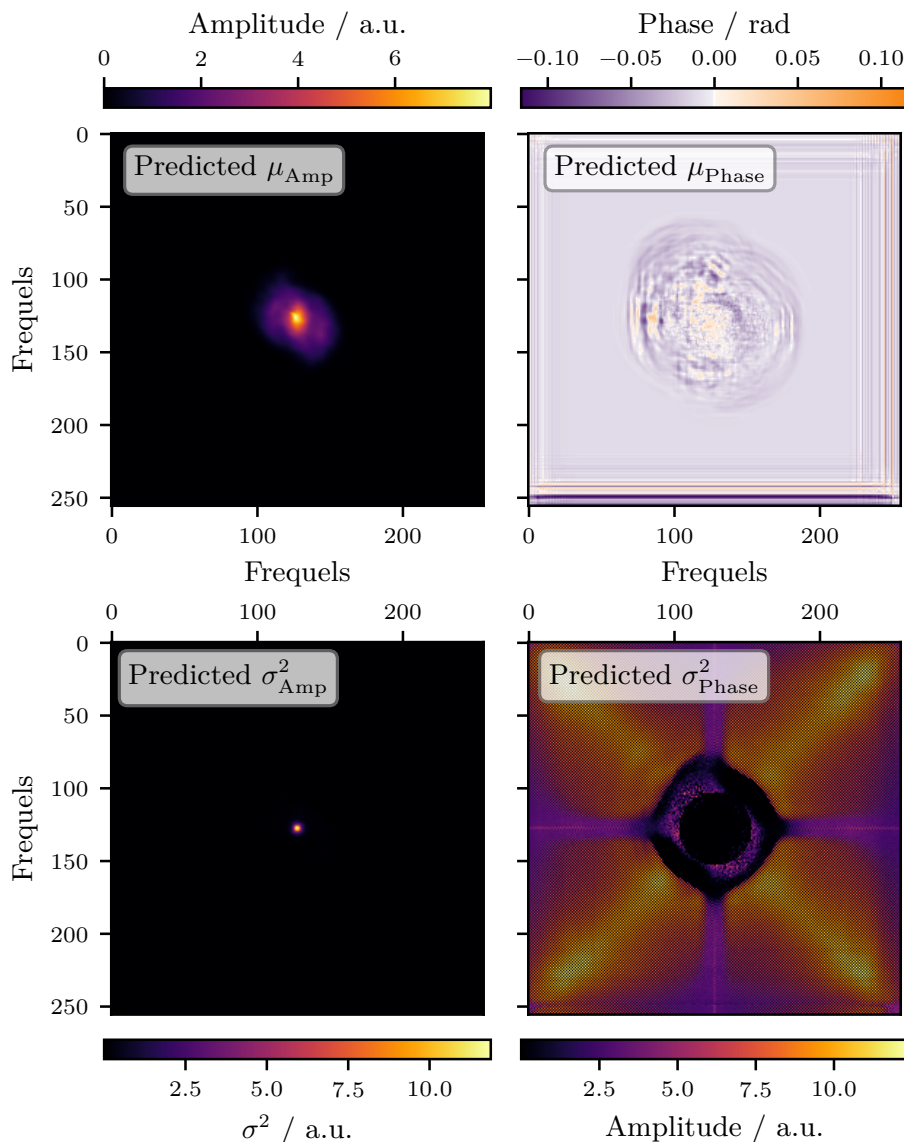 Amplitude / a.u.
Phase / rad
0 2 4 6
−0.10 −0.05 0.00 0.05 0.10
Predicted μAmp
Predicted μPhase
0
50
100
150
200
250
Frequels
0 100 200
0 100 200
Frequels
Frequels
0 100 200
0 100 200
Predicted σ²Amp
Predicted σ²Phase
0
50
100
150
200
250
Frequels
2.5 5.0 7.5 10.0
2.5 5.0 7.5 10.0
σ² / a.u.
Amplitude / a.u.